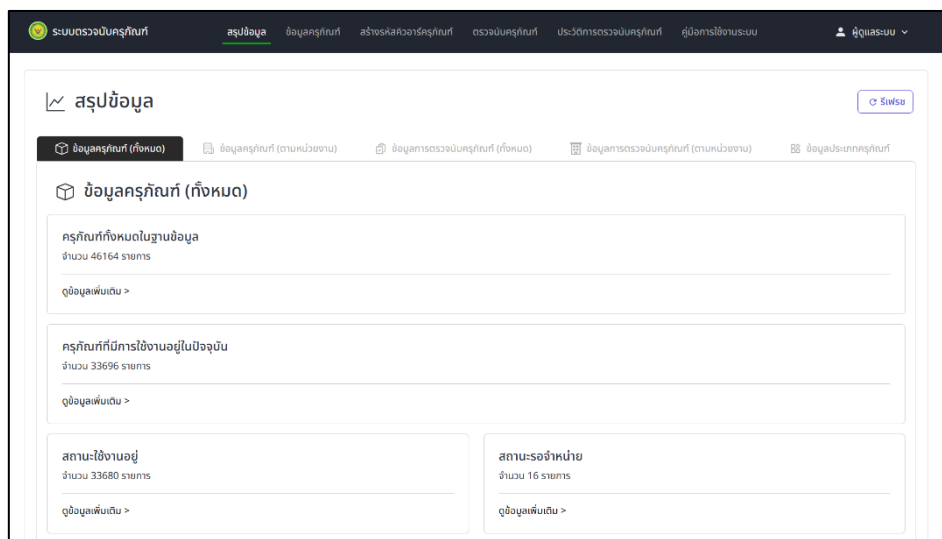 ระบบตรวจนับครุภัณฑ์ สรุปข้อมูล ข้อมูลครุภัณฑ์ สร้างรหัสคิวอาร์ครุภัณฑ์ ตรวจนับครุภัณฑ์ ประวัติการตรวจนับครุภัณฑ์ คู่มือการใช้งานระบบ ผู้ดูแลระบบ
สรุปข้อมูล
รีเฟรช
ข้อมูลครุภัณฑ์ (ทั้งหมด) ข้อมูลครุภัณฑ์ (ตามหน่วยงาน) ข้อมูลการตรวจนับครุภัณฑ์ (ทั้งหมด) ข้อมูลการตรวจนับครุภัณฑ์ (ตามหน่วยงาน) ข้อมูลประเภทครุภัณฑ์
ข้อมูลครุภัณฑ์ (ทั้งหมด)
ครุภัณฑ์ทั้งหมดในฐานข้อมูล
จำนวน 46164 รายการ
ดูข้อมูลเพิ่มเติม >
ครุภัณฑ์ที่มีการใช้งานอยู่ในปัจจุบัน
จำนวน 33696 รายการ
ดูข้อมูลเพิ่มเติม >
สถานะใช้งานอยู่
จำนวน 33680 รายการ
ดูข้อมูลเพิ่มเติม >
สถานะรอจำหน่าย
จำนวน 16 รายการ
ดูข้อมูลเพิ่มเติม >